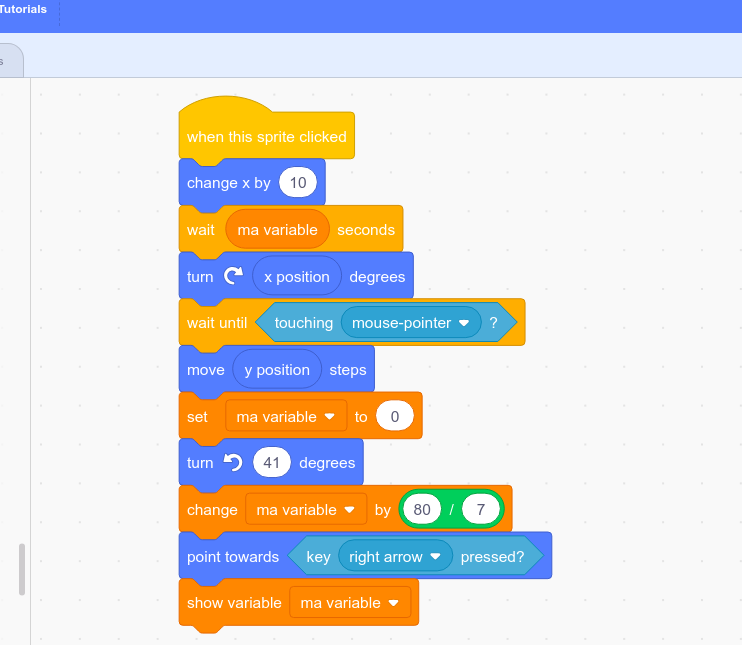 Tutorials
s
when this sprite clicked
change x by 10
wait ma variable seconds
turn x position degrees
wait until touching mouse-pointer ?
move y position steps
set ma variable to 0
turn 41 degrees
change ma variable by 80 / 7
point towards key right arrow pressed?
show variable ma variable